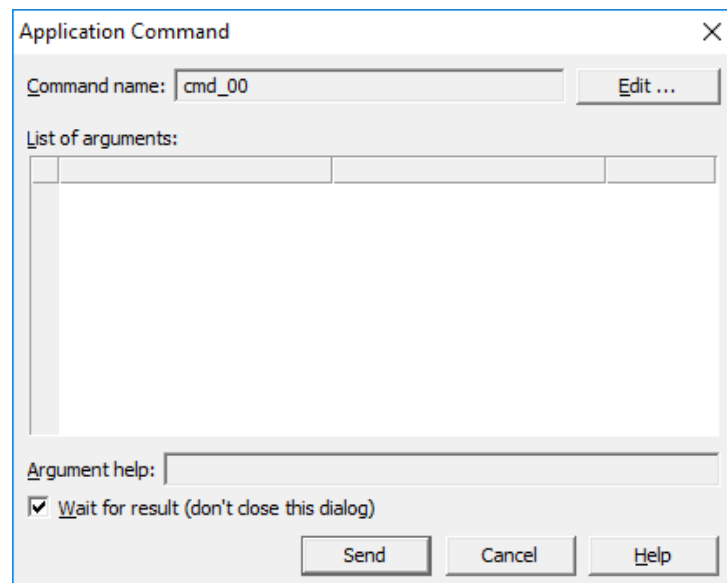 Application Command
Command name: cmd_00 Edit ...
List of arguments:
Argument help:
Wait for result (don't close this dialog)
Send Cancel Help